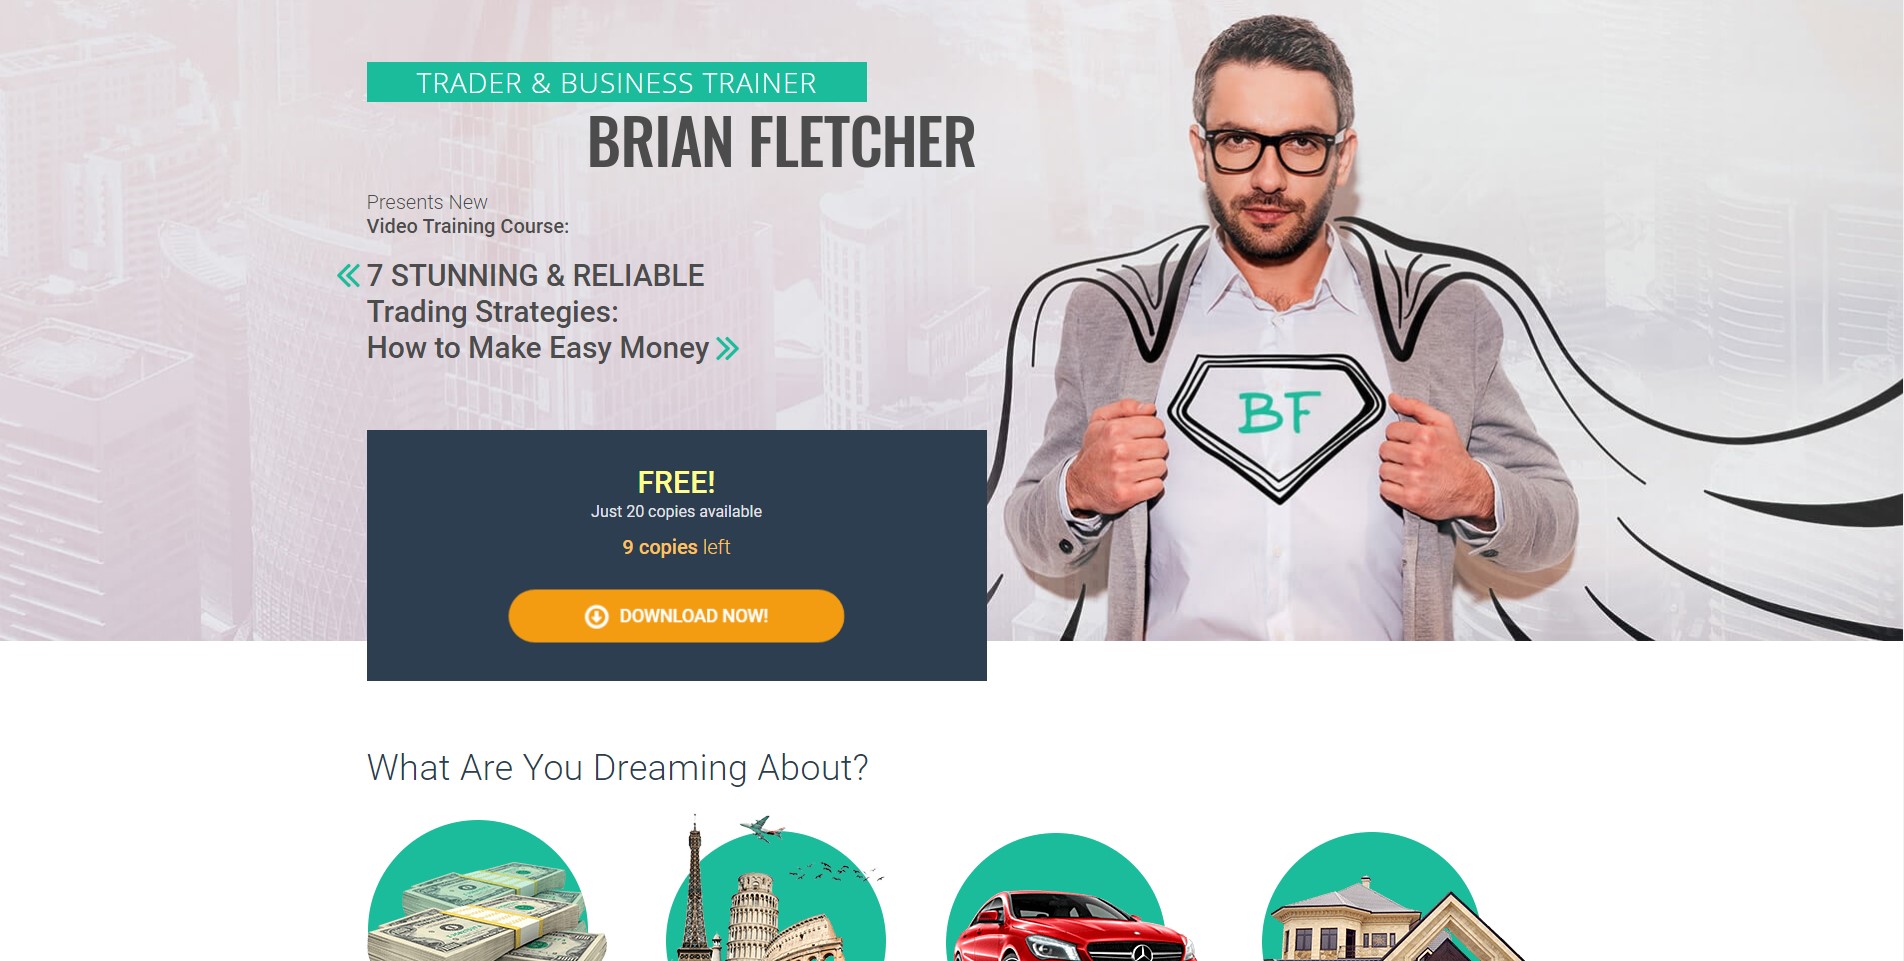 TRADER & BUSINESS TRAINER
BRIAN FLETCHER
Presents New
Video Training Course:
7 STUNNING & RELIABLE
Trading Strategies:
How to Make Easy Money
BF
FREE!
Just 20 copies available
9 copies left
DOWNLOAD NOW!
What Are You Dreaming About?